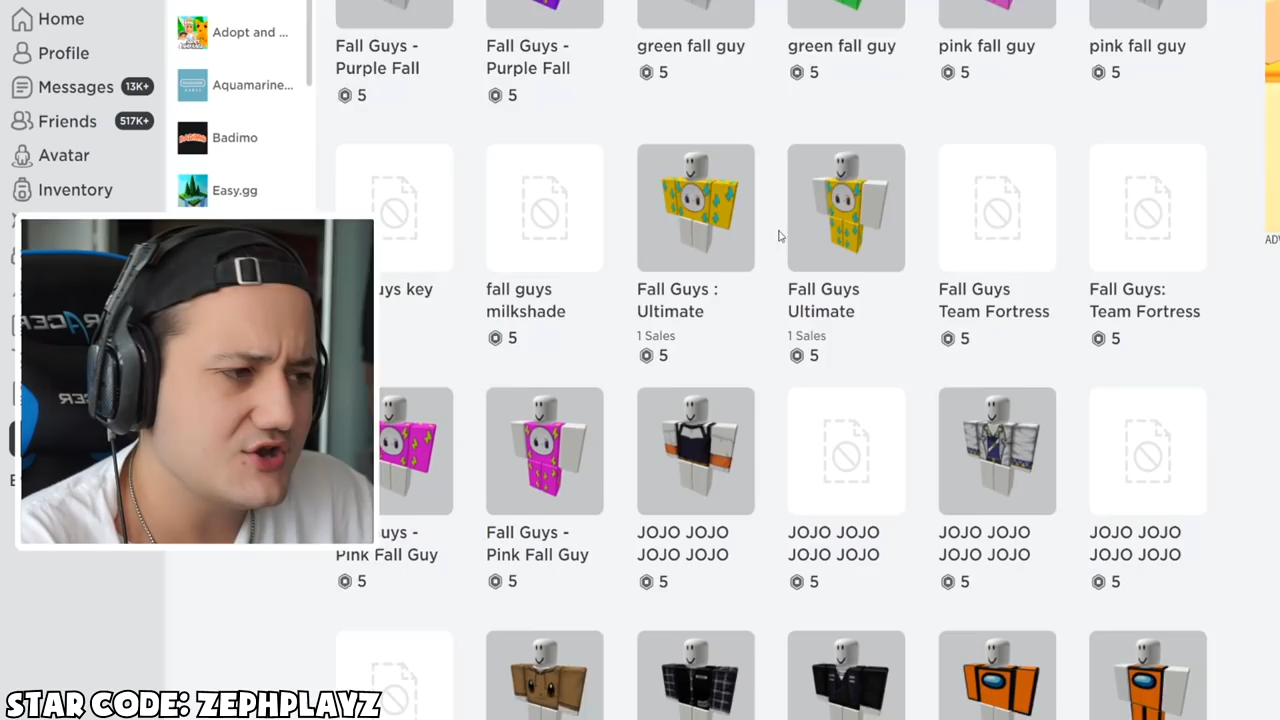 Home
Profile
Messages 13K+
Friends 517K+
Avatar
Inventory
Adopt and ...
Aquamarine...
BADIMO
Badimo
Easy.gg
Fall Guys -
Purple Fall
5
Fall Guys -
Purple Fall
5
green fall guy
5
green fall guy
5
pink fall guy
5
pink fall guy
5
AD
uys key
fall guys
milkshade
5
Fall Guys :
Ultimate
1 Sales
5
Fall Guys
Ultimate
1 Sales
5
Fall Guys
Team Fortress
5
Fall Guys:
Team Fortress
5
uys -
Pink Fall Guy
5
Fall Guys -
Pink Fall Guy
5
JOJO JOJO
JOJO JOJO
5
JOJO JOJO
JOJO JOJO
5
JOJO JOJO
JOJO JOJO
5
JOJO JOJO
JOJO JOJO
5
STAR CODE: ZEPHPLAYZ